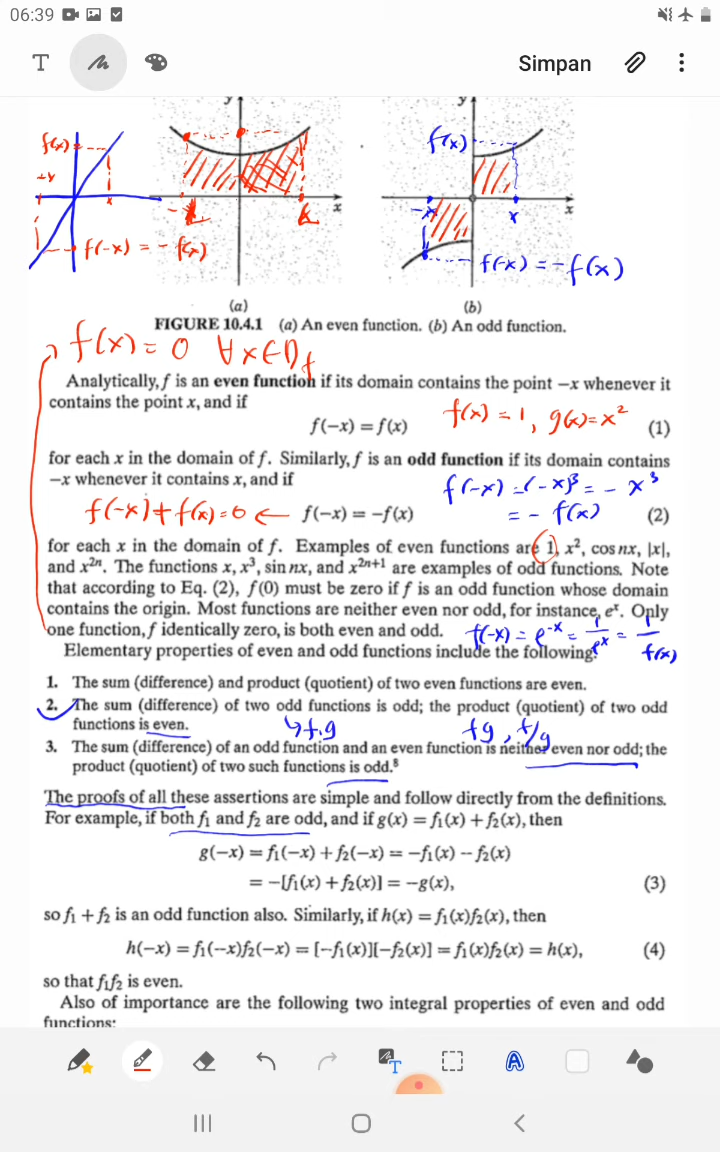 06:39
T Simpan
y y
f(x) f(x)
-x x x -x x x
f(-x) = -f(x) f(-x) = -f(x)
(a) (b)
FIGURE 10.4.1 (a) An even function. (b) An odd function.
f(x) = 0 ∀x∈D_f
Analytically, f is an even function if its domain contains the point −x whenever it
contains the point x, and if
f(−x) = f(x) f(x) = 1, g(x) = x² (1)
for each x in the domain of f. Similarly, f is an odd function if its domain contains
−x whenever it contains x, and if
f(-x) = (-x)³ = - x³
f(-x) + f(x) = 0 ← f(−x) = −f(x) = - f(x) (2)
for each x in the domain of f. Examples of even functions are 1, x², cos nx, |x|,
and x²ⁿ. The functions x, x³, sin nx, and x²ⁿ⁺¹ are examples of odd functions. Note
that according to Eq. (2), f(0) must be zero if f is an odd function whose domain
contains the origin. Most functions are neither even nor odd, for instance, eˣ. Only
one function, f identically zero, is both even and odd. f(-x) = e⁻ˣ = 1/eˣ = 1/f(x)
Elementary properties of even and odd functions include the following:
1. The sum (difference) and product (quotient) of two even functions are even.
2. The sum (difference) of two odd functions is odd; the product (quotient) of two odd
functions is even. ↳ f.g fg, f/g
3. The sum (difference) of an odd function and an even function is neither even nor odd; the
product (quotient) of two such functions is odd.⁸
The proofs of all these assertions are simple and follow directly from the definitions.
For example, if both f₁ and f₂ are odd, and if g(x) = f₁(x) + f₂(x), then
g(−x) = f₁(−x) + f₂(−x) = −f₁(x) − f₂(x)
= −[f₁(x) + f₂(x)] = −g(x), (3)
so f₁ + f₂ is an odd function also. Similarly, if h(x) = f₁(x)f₂(x), then
h(−x) = f₁(−x)f₂(−x) = [−f₁(x)][−f₂(x)] = f₁(x)f₂(x) = h(x), (4)
so that f₁f₂ is even.
Also of importance are the following two integral properties of even and odd
functions: